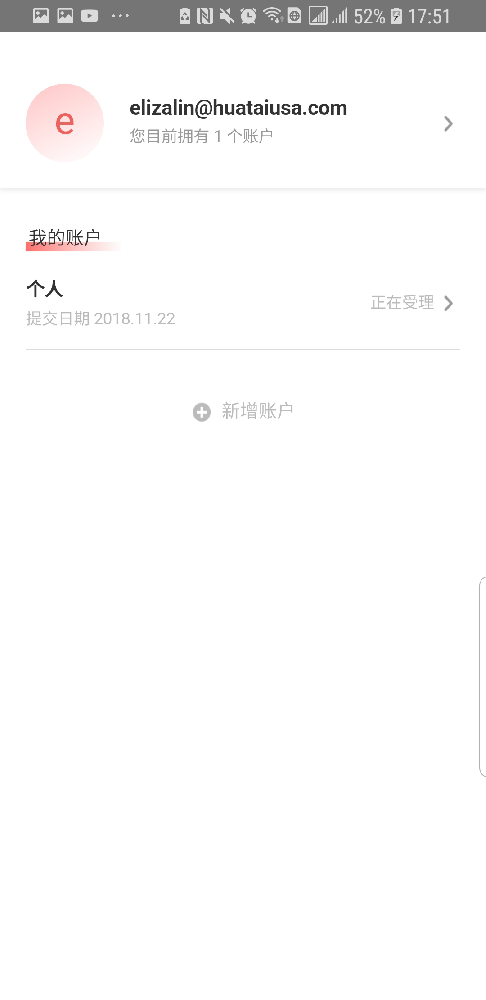 52% 17:51
e
elizalin@huataiusa.com
您目前拥有 1 个账户
我的账户
个人
提交日期 2018.11.22
正在受理
新增账户